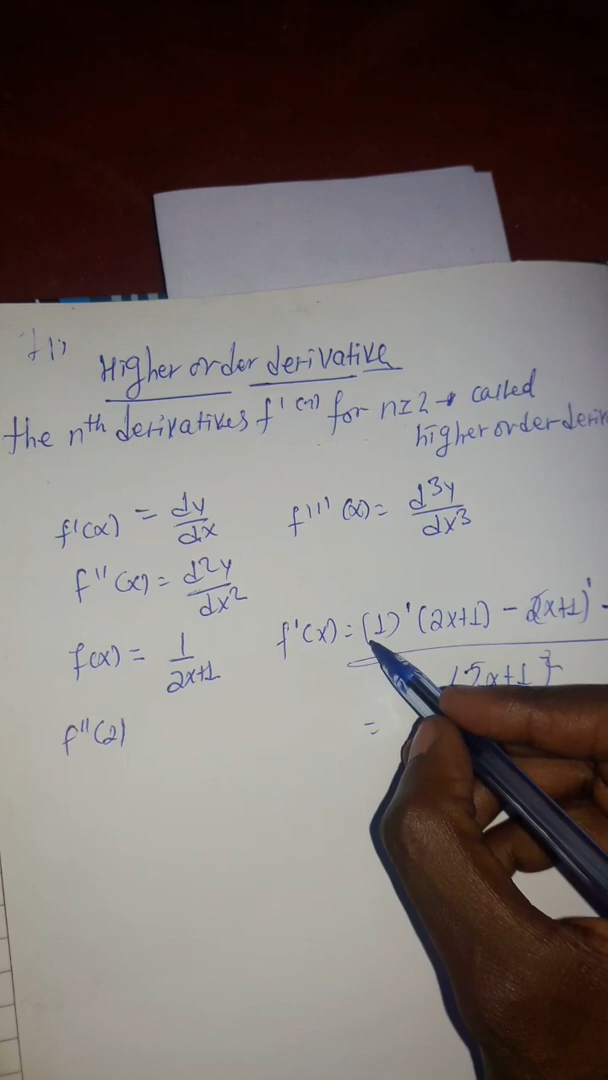 Higher order derivative
the nth derivatives f'(n) for n=2 → called
higher order deriv
f'(x) = dy/dx
f'''(x) = d3y/dx3
f''(x) = d2y/dx2
f(x) = 1/2x+1
f'(x) = (1)'(2x+1) - (2x+1)'
f''(2)
=